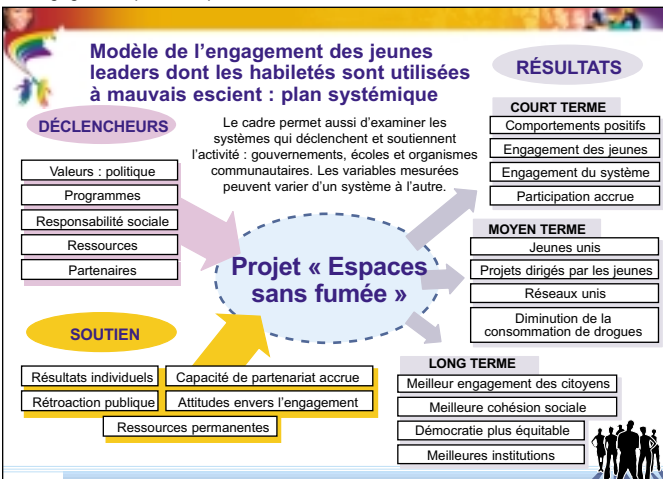 Modèle de l'engagement des jeunes
leaders dont les habiletés sont utilisées
à mauvais escient : plan systémique
DÉCLENCHEURS
Le cadre permet aussi d'examiner les
systèmes qui déclenchent et soutiennent
l'activité : gouvernements, écoles et organismes
communautaires. Les variables mesurées
peuvent varier d'un système à l'autre.
Valeurs : politique
Programmes
Responsabilité sociale
Ressources
Partenaires
Projet « Espaces
sans fumée »
SOUTIEN
Résultats individuels
Capacité de partenariat accrue
Rétroaction publique
Attitudes envers l'engagement
Ressources permanentes
RÉSULTATS
COURT TERME
Comportements positifs
Engagement des jeunes
Engagement du système
Participation accrue
MOYEN TERME
Jeunes unis
Projets dirigés par les jeunes
Réseaux unis
Diminution de la
consommation de drogues
LONG TERME
Meilleur engagement des citoyens
Meilleure cohésion sociale
Démocratie plus équitable
Meilleures institutions